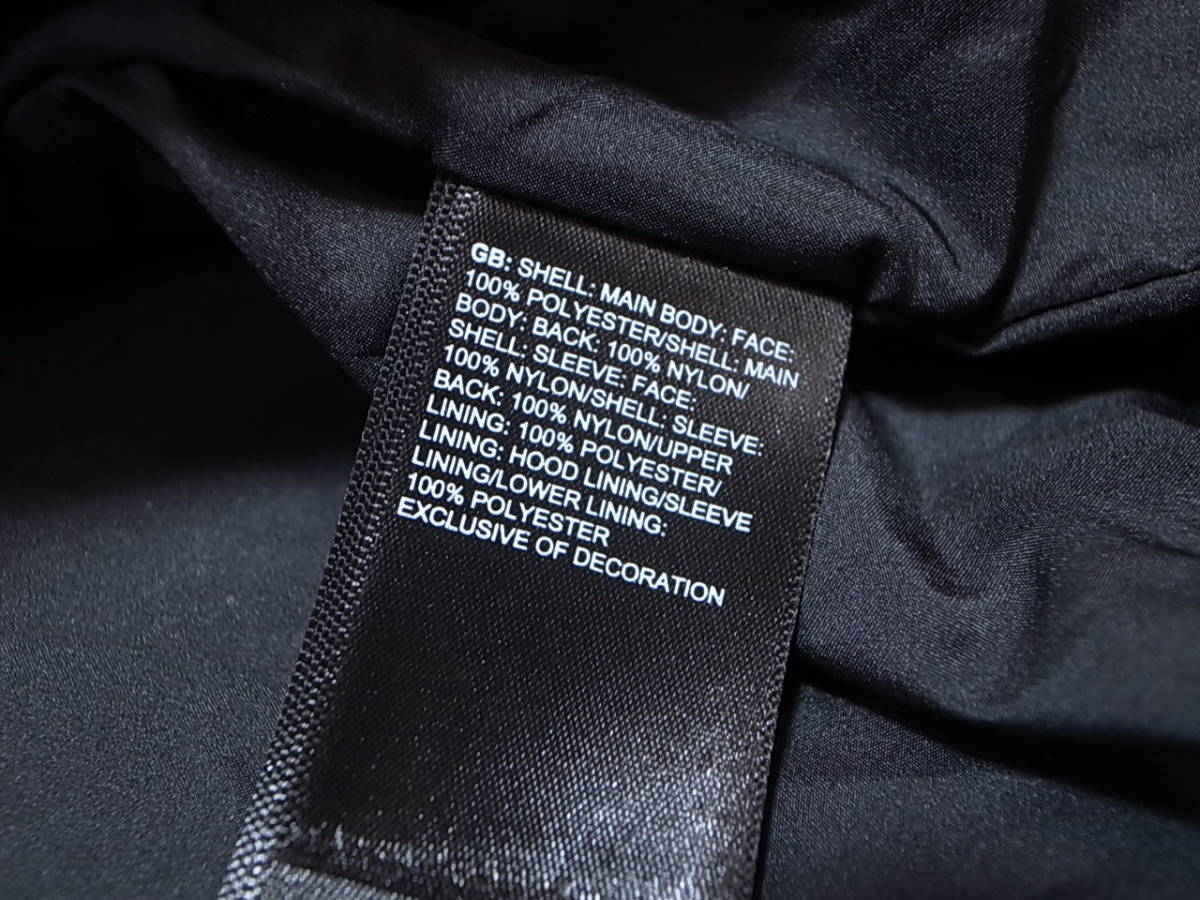 GB: SHELL: MAIN BODY: FACE:
100% POLYESTER/SHELL: MAIN
BODY: BACK: 100% NYLON/
SHELL: SLEEVE: FACE:
100% NYLON/SHELL: SLEEVE:
BACK: 100% NYLON/UPPER
LINING: 100% POLYESTER/
LINING: HOOD LINING/SLEEVE
LINING/LOWER LINING:
100% POLYESTER
EXCLUSIVE OF DECORATION